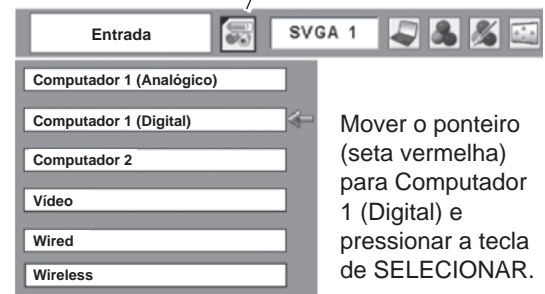 Entrada
SVGA 1
Computador 1 (Analógico)
Computador 1 (Digital)
Computador 2
Vídeo
Wired
Wireless
Mover o ponteiro
(seta vermelha)
para Computador
1 (Digital) e
pressionar a tecla
de SELECIONAR.